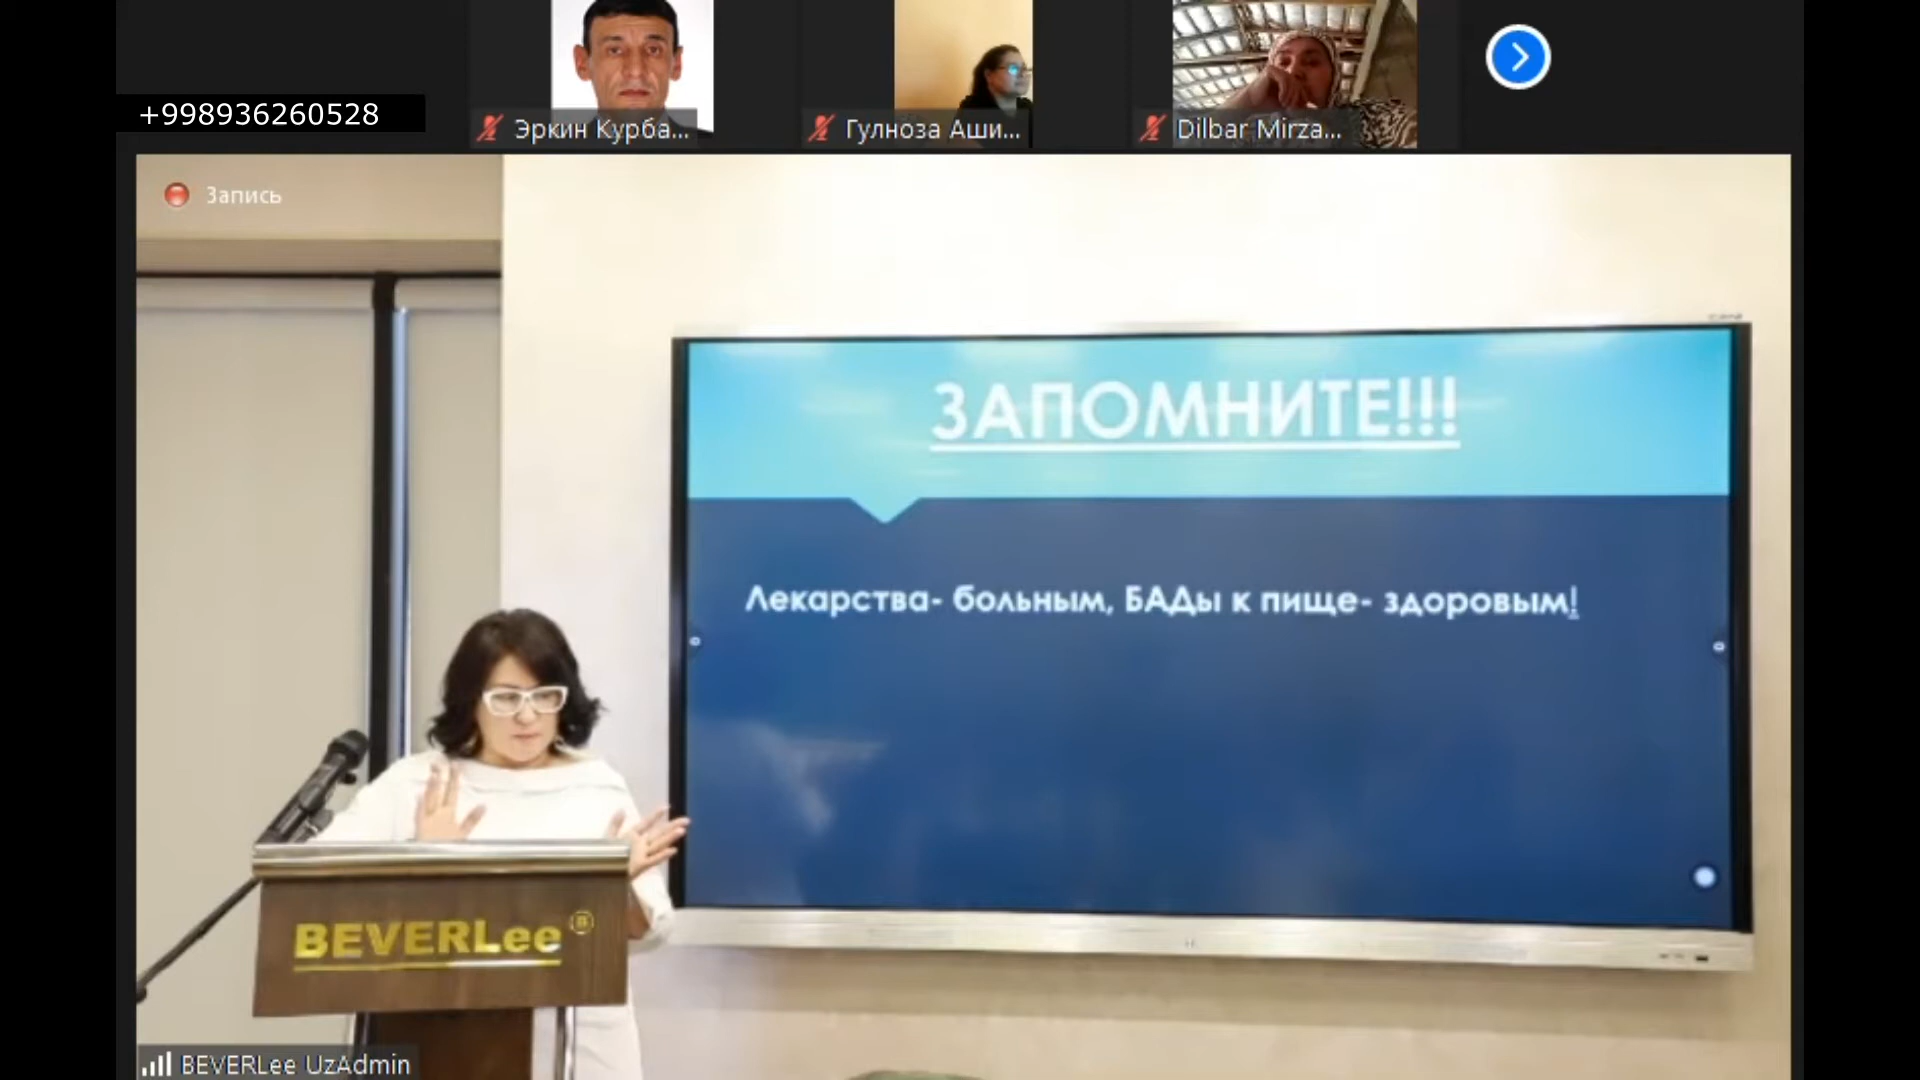 +998936260528
Эркин Курба...
Гулноза Аши...
Dilbar Mirza...
Запись
ЗАПОМНИТЕ!!!
Лекарства- больным, БАДы к пище- здоровым!
BEVERLee
BEVERLee UzAdmin